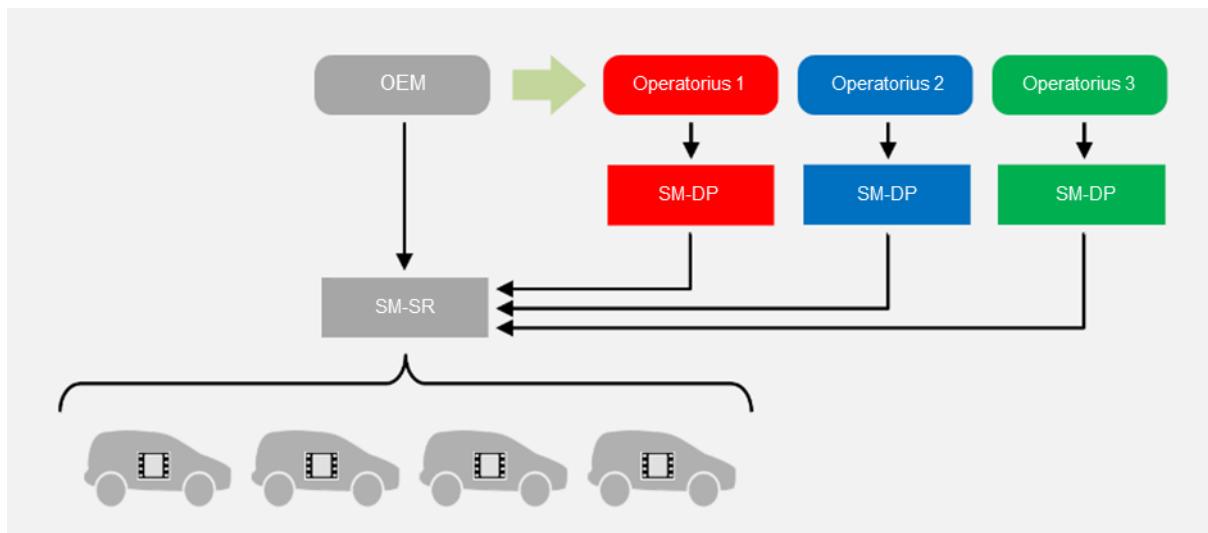 OEM
Operatorius 1
Operatorius 2
Operatorius 3
SM-DP
SM-DP
SM-DP
SM-SR